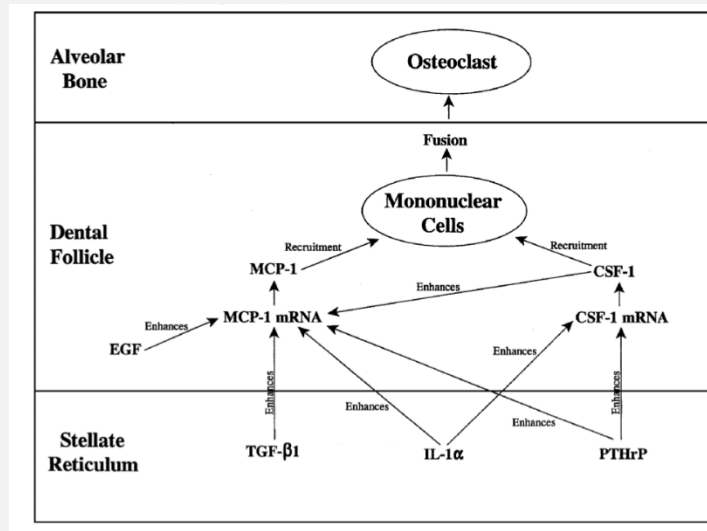 Alveolar
Bone
Osteoclast
Fusion
Dental
Follicle
Mononuclear
Cells
Recruitment
Recruitment
MCP-1
CSF-1
Enhances
MCP-1 mRNA
CSF-1 mRNA
Enhances
EGF
Enhances
Enhances
Enhances
Enhances
Enhances
Stellate
Reticulum
TGF-β1
IL-1α
PTHrP